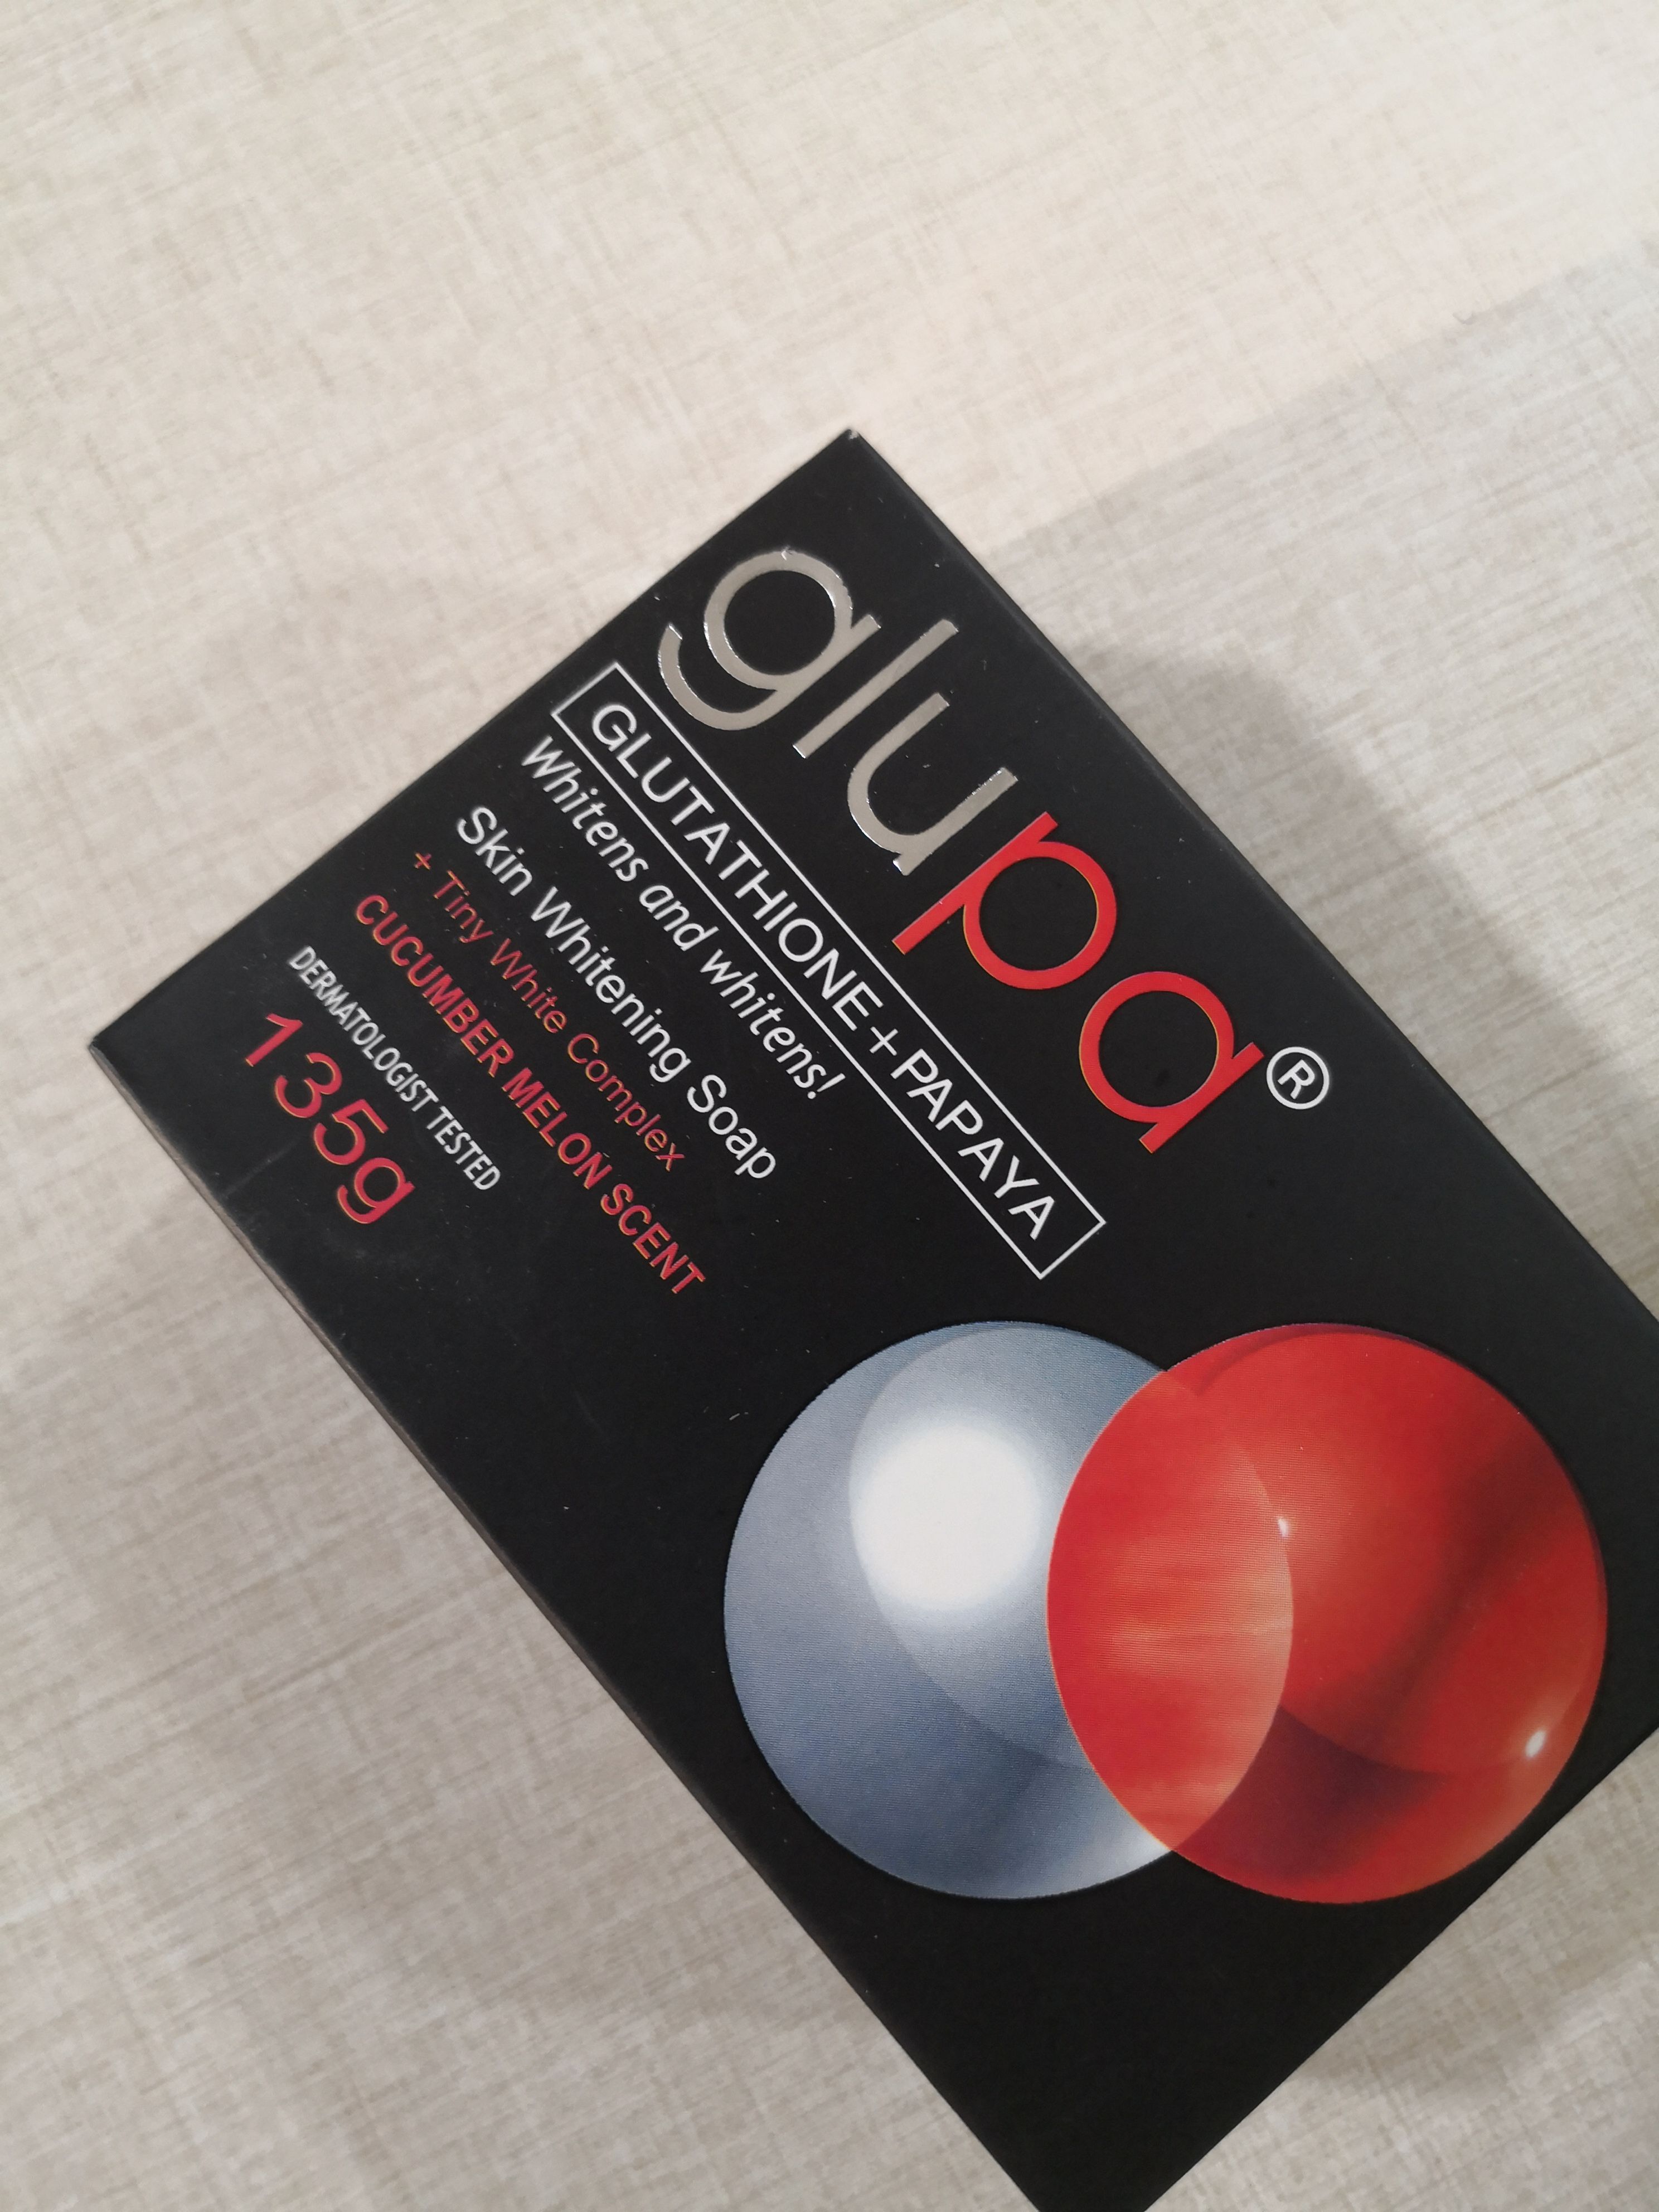 glupa®
GLUTATHIONE+PAPAYA
Whitens and whitens!
Skin Whitening Soap
+ Tiny White Complex
CUCUMBER MELON SCENT
DERMATOLOGIST TESTED
135g